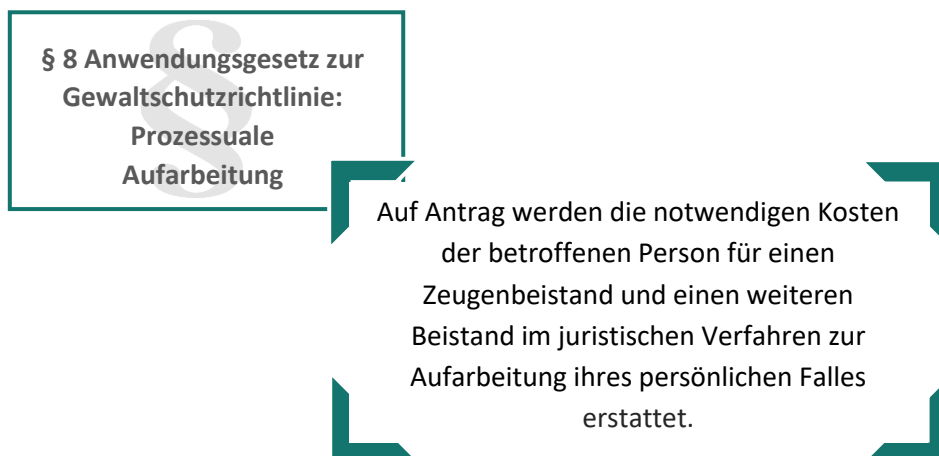 § 8 Anwendungsgesetz zur
Gewaltschutzrichtlinie:
Prozessuale
Aufarbeitung
§
Auf Antrag werden die notwendigen Kosten
der betroffenen Person für einen
Zeugenbeistand und einen weiteren
Beistand im juristischen Verfahren zur
Aufarbeitung ihres persönlichen Falles
erstattet.